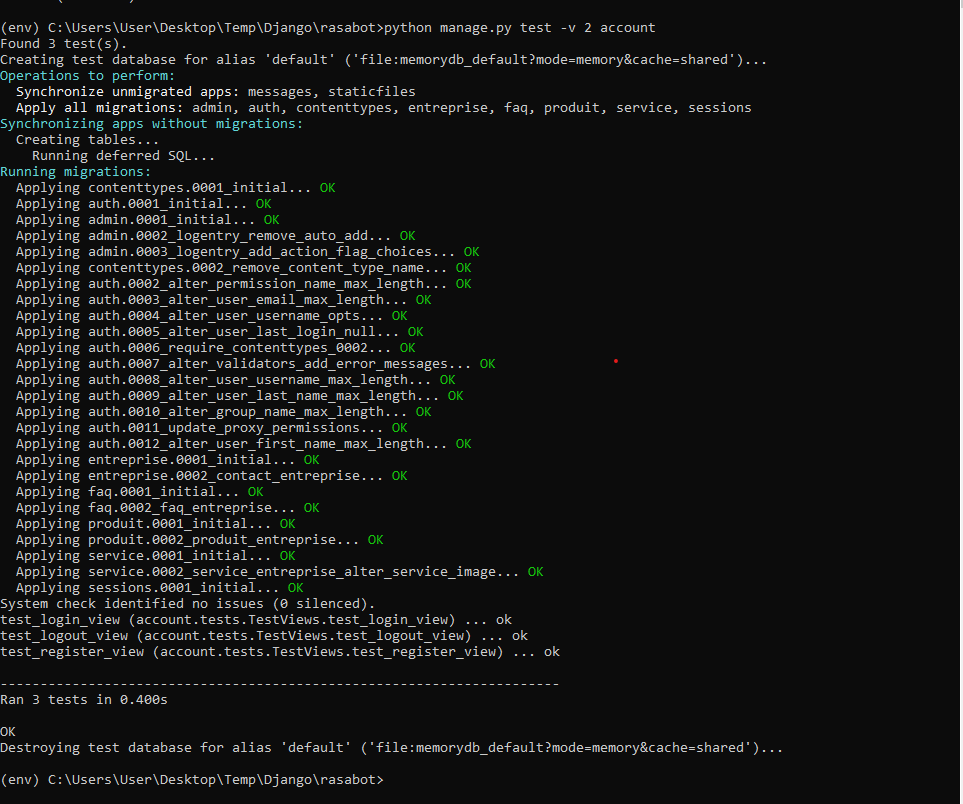 (env) C:\Users\User\Desktop\Temp\Django\rasabot>python manage.py test -v 2 account
Found 3 test(s).
Creating test database for alias 'default' ('file:memorydb_default?mode=memory&cache=shared')...
Operations to perform:
  Synchronize unmigrated apps: messages, staticfiles
  Apply all migrations: admin, auth, contenttypes, entreprise, faq, produit, service, sessions
Synchronizing apps without migrations:
  Creating tables...
    Running deferred SQL...
Running migrations:
  Applying contenttypes.0001_initial... OK
  Applying auth.0001_initial... OK
  Applying admin.0001_initial... OK
  Applying admin.0002_logentry_remove_auto_add... OK
  Applying admin.0003_logentry_add_action_flag_choices... OK
  Applying contenttypes.0002_remove_content_type_name... OK
  Applying auth.0002_alter_permission_name_max_length... OK
  Applying auth.0003_alter_user_email_max_length... OK
  Applying auth.0004_alter_user_username_opts... OK
  Applying auth.0005_alter_user_last_login_null... OK
  Applying auth.0006_require_contenttypes_0002... OK
  Applying auth.0007_alter_validators_add_error_messages... OK
  Applying auth.0008_alter_user_username_max_length... OK
  Applying auth.0009_alter_user_last_name_max_length... OK
  Applying auth.0010_alter_group_name_max_length... OK
  Applying auth.0011_update_proxy_permissions... OK
  Applying auth.0012_alter_user_first_name_max_length... OK
  Applying entreprise.0001_initial... OK
  Applying entreprise.0002_contact_entreprise... OK
  Applying faq.0001_initial... OK
  Applying faq.0002_faq_entreprise... OK
  Applying produit.0001_initial... OK
  Applying produit.0002_produit_entreprise... OK
  Applying service.0001_initial... OK
  Applying service.0002_service_entreprise_alter_service_image... OK
  Applying sessions.0001_initial... OK
System check identified no issues (0 silenced).
test_login_view (account.tests.TestViews.test_login_view) ... ok
test_logout_view (account.tests.TestViews.test_logout_view) ... ok
test_register_view (account.tests.TestViews.test_register_view) ... ok
----------------------------------------------------------------------
Ran 3 tests in 0.400s
OK
Destroying test database for alias 'default' ('file:memorydb_default?mode=memory&cache=shared')...
(env) C:\Users\User\Desktop\Temp\Django\rasabot>